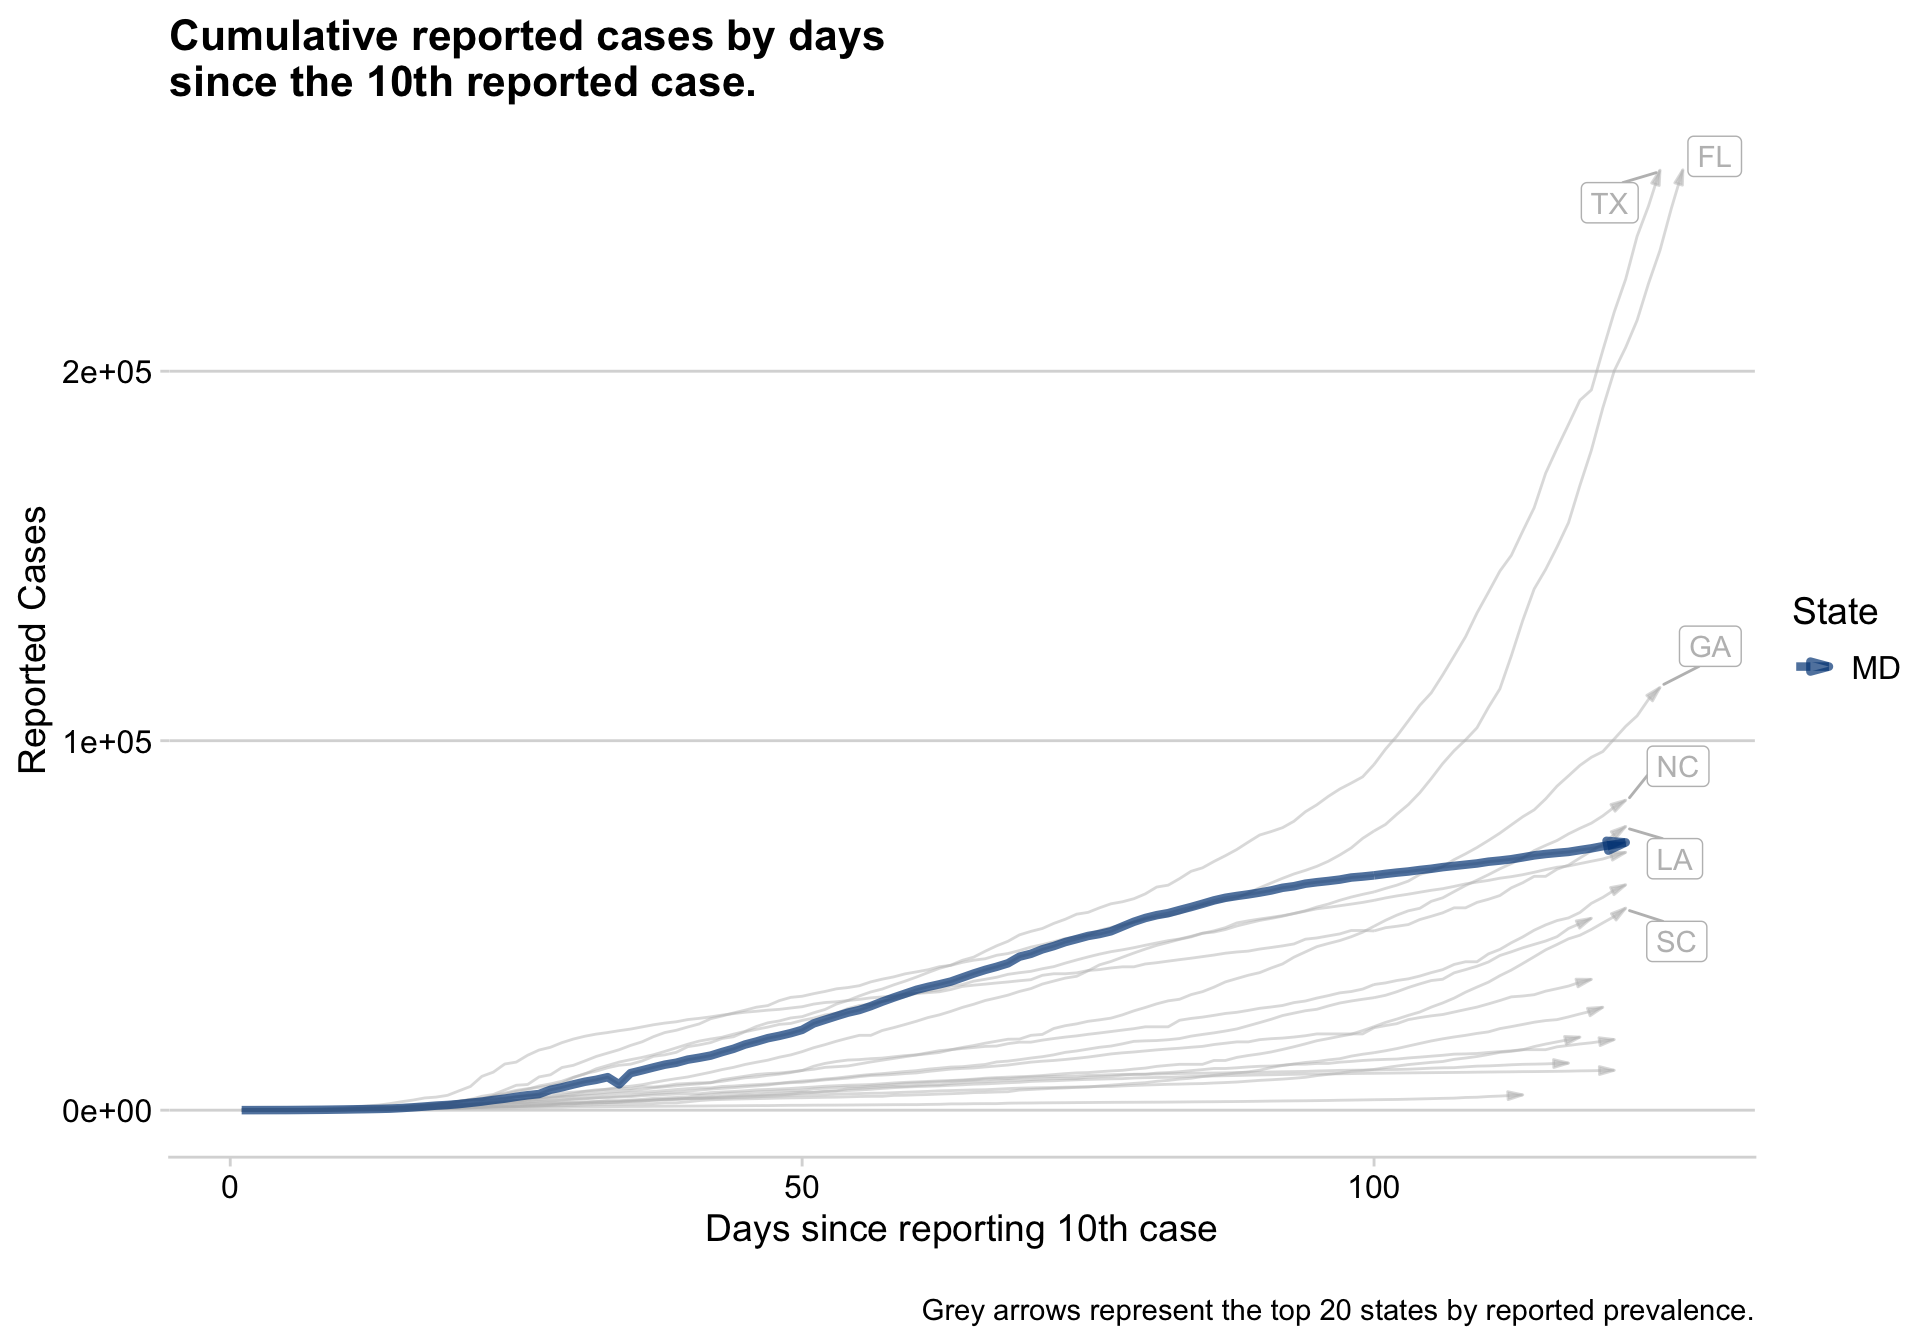 Cumulative reported cases by days
since the 10th reported case.
FL
TX
2e+05
GA
1e+05
NC
LA
SC
0e+00
Reported Cases
State
MD
0
50
100
Days since reporting 10th case
Grey arrows represent the top 20 states by reported prevalence.